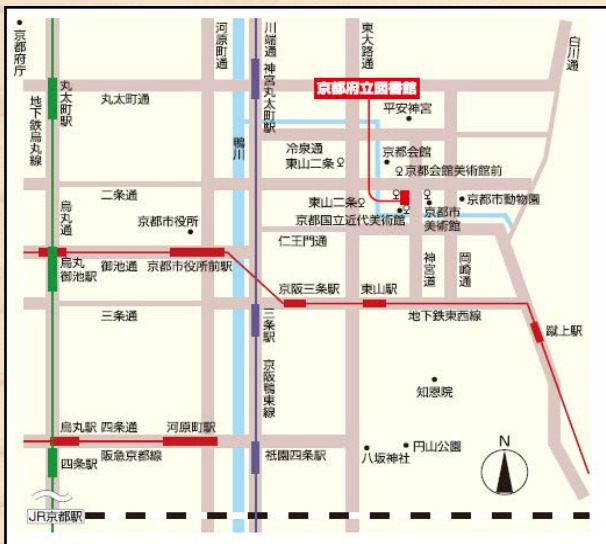 京都府庁
河原町通
川端通
東大路通
白川通
神宮丸太町駅
京都府立図書館
丸太町駅
丸太町通
平安神宮
地下鉄烏丸線
鴨川
冷泉通
京都会館
東山二条
京都会館美術館前
二条通
東山二条
京都市動物園
烏丸通
京都市役所
京都国立近代美術館
京都市美術館
仁王門通
烏丸御池駅
御池通
京都市役所前駅
神宮道
岡崎通
京阪三条駅
東山駅
三条通
三条駅
地下鉄東西線
蹴上駅
京阪鴨東線
知恩院
烏丸駅
四条通
河原町駅
円山公園
N
四条駅
阪急京都線
祇園四条駅
八坂神社
JR京都駅